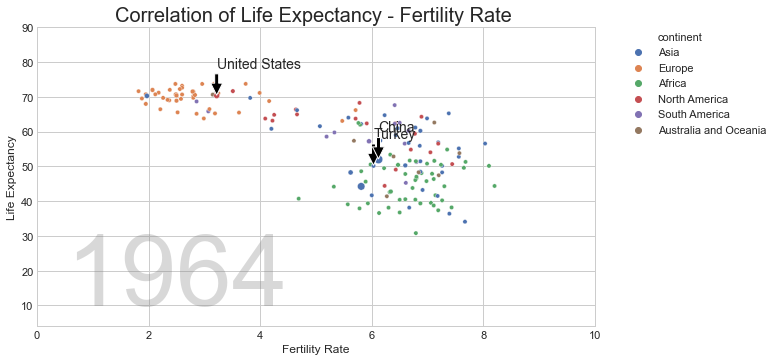 Correlation of Life Expectancy - Fertility Rate
90
80
70
60
50
40
30
20
10
Life Expectancy
United States
China
Turkey
1964
0
2
4
6
8
10
Fertility Rate
continent
Asia
Europe
Africa
North America
South America
Australia and Oceania